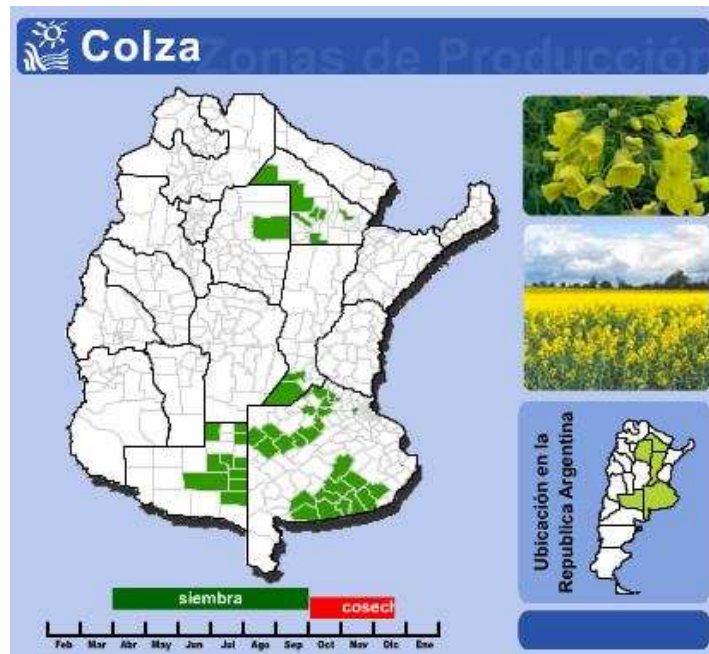 Colza
Zonas de Producción
Ubicación en la
Republica Argentina
siembra
cosech
Feb Mar Abr May Jun Jul Ago Sep Oct Nov Dic Ene